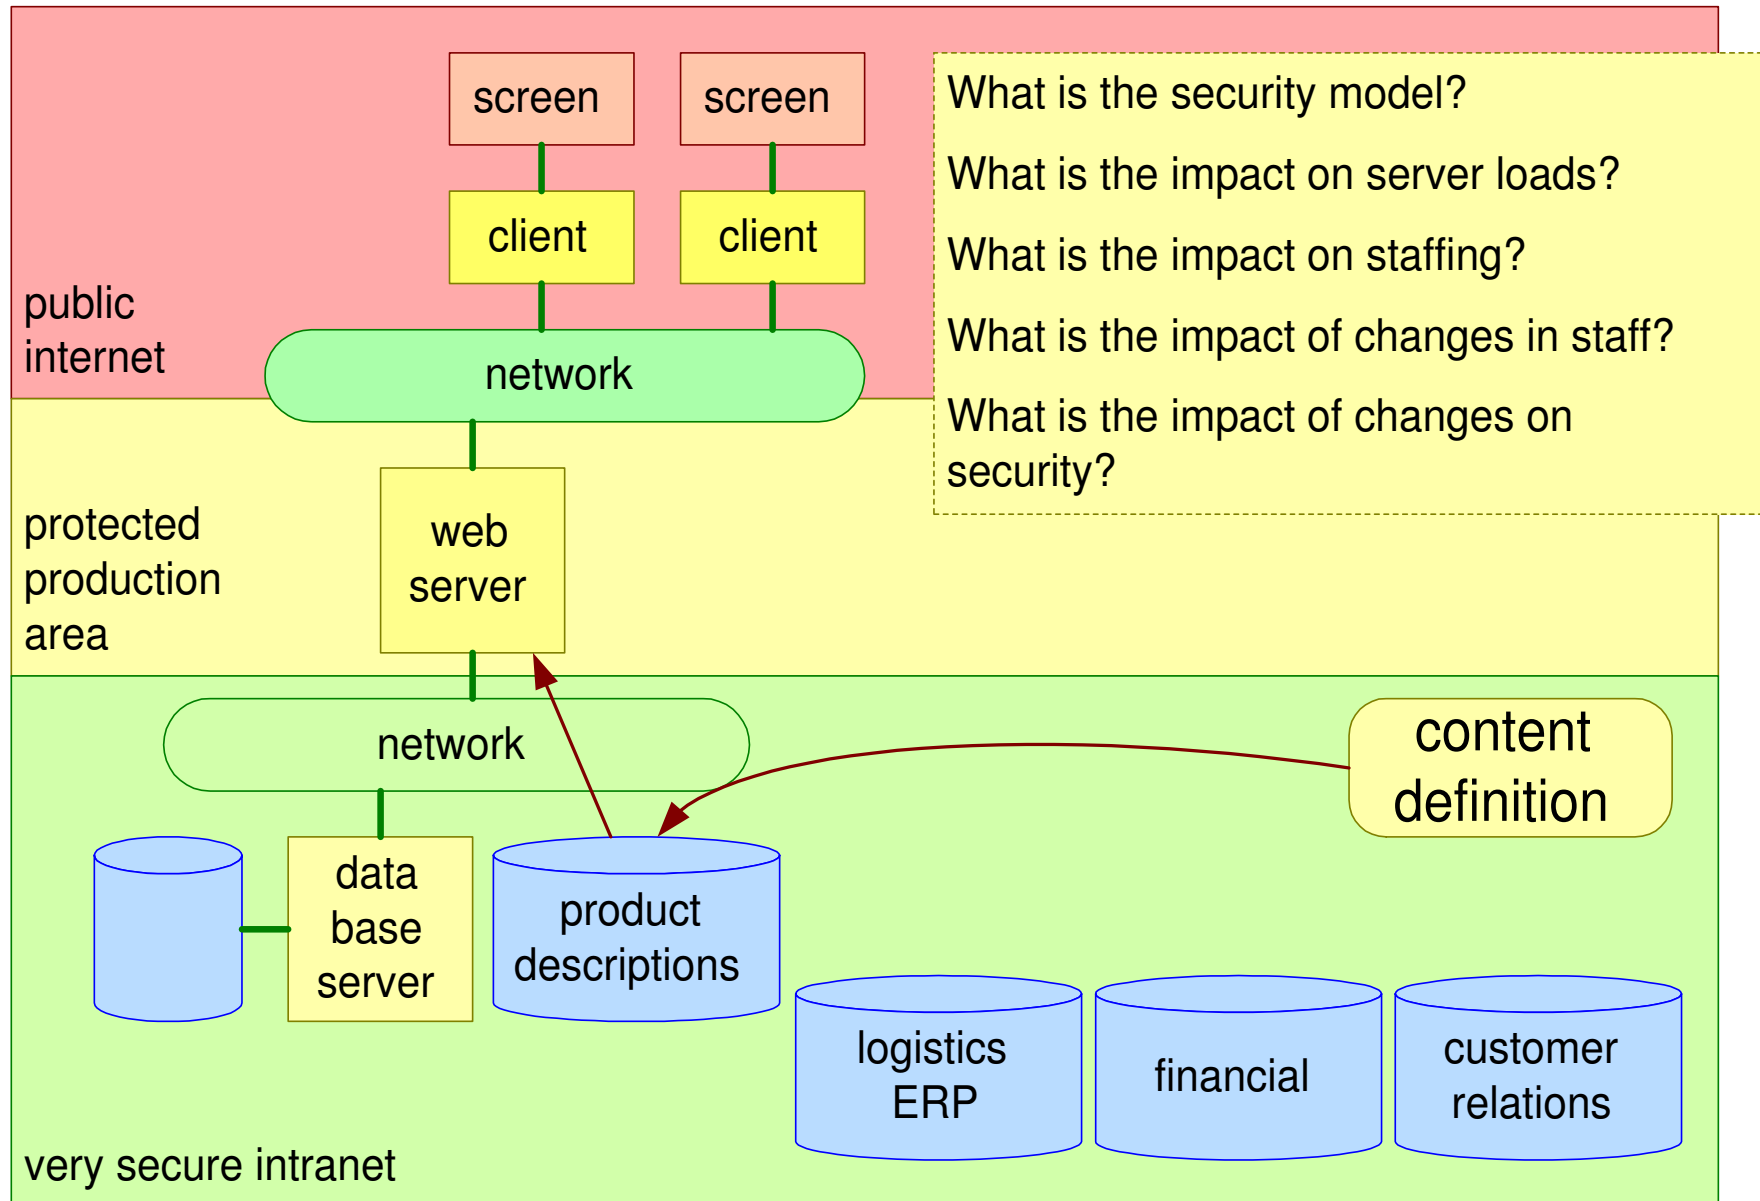 screen
screen
What is the security model?
What is the impact on server loads?
client
client
What is the impact on staffing?
public
internet
What is the impact of changes in staff?
network
What is the impact of changes on
security?
protected
production
area
web
server
network
content
definition
data
base
server
product
descriptions
logistics
ERP
financial
customer
relations
very secure intranet